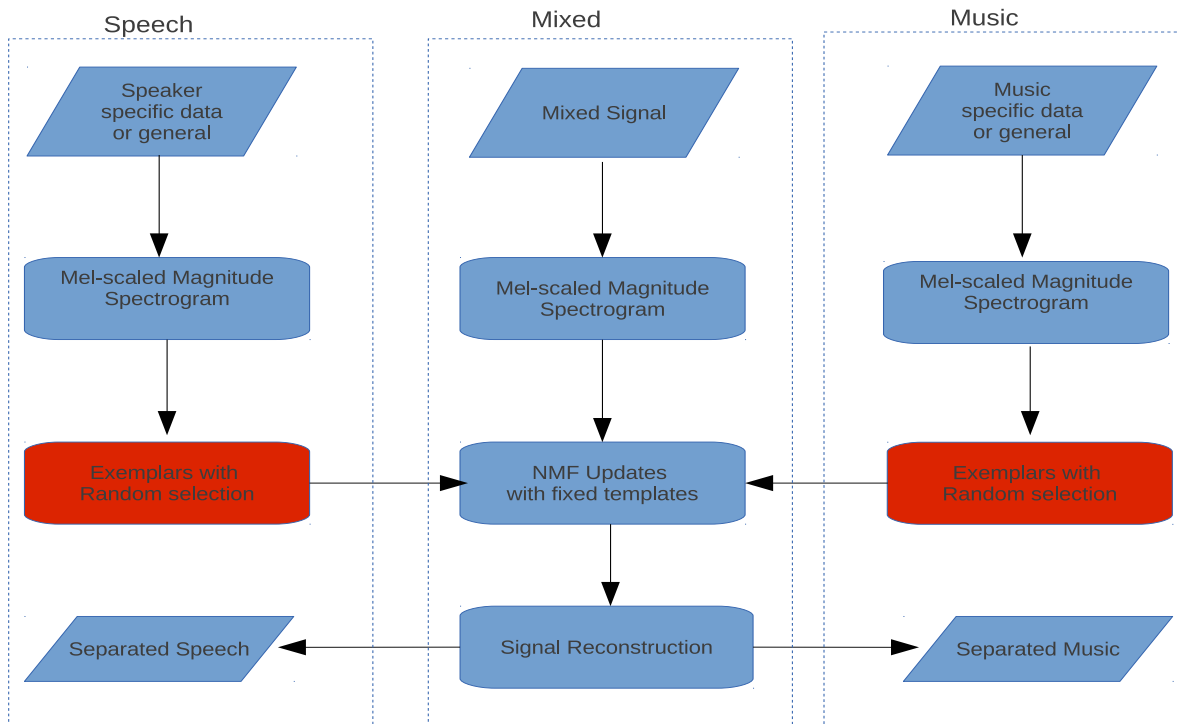 Speech
Mixed
Music
Speaker
specific data
or general
Mixed Signal
Music
specific data
or general
Mel-scaled Magnitude
Spectrogram
Mel-scaled Magnitude
Spectrogram
Mel-scaled Magnitude
Spectrogram
Exemplars with
Random selection
NMF Updates
with fixed templates
Exemplars with
Random selection
Separated Speech
Signal Reconstruction
Separated Music